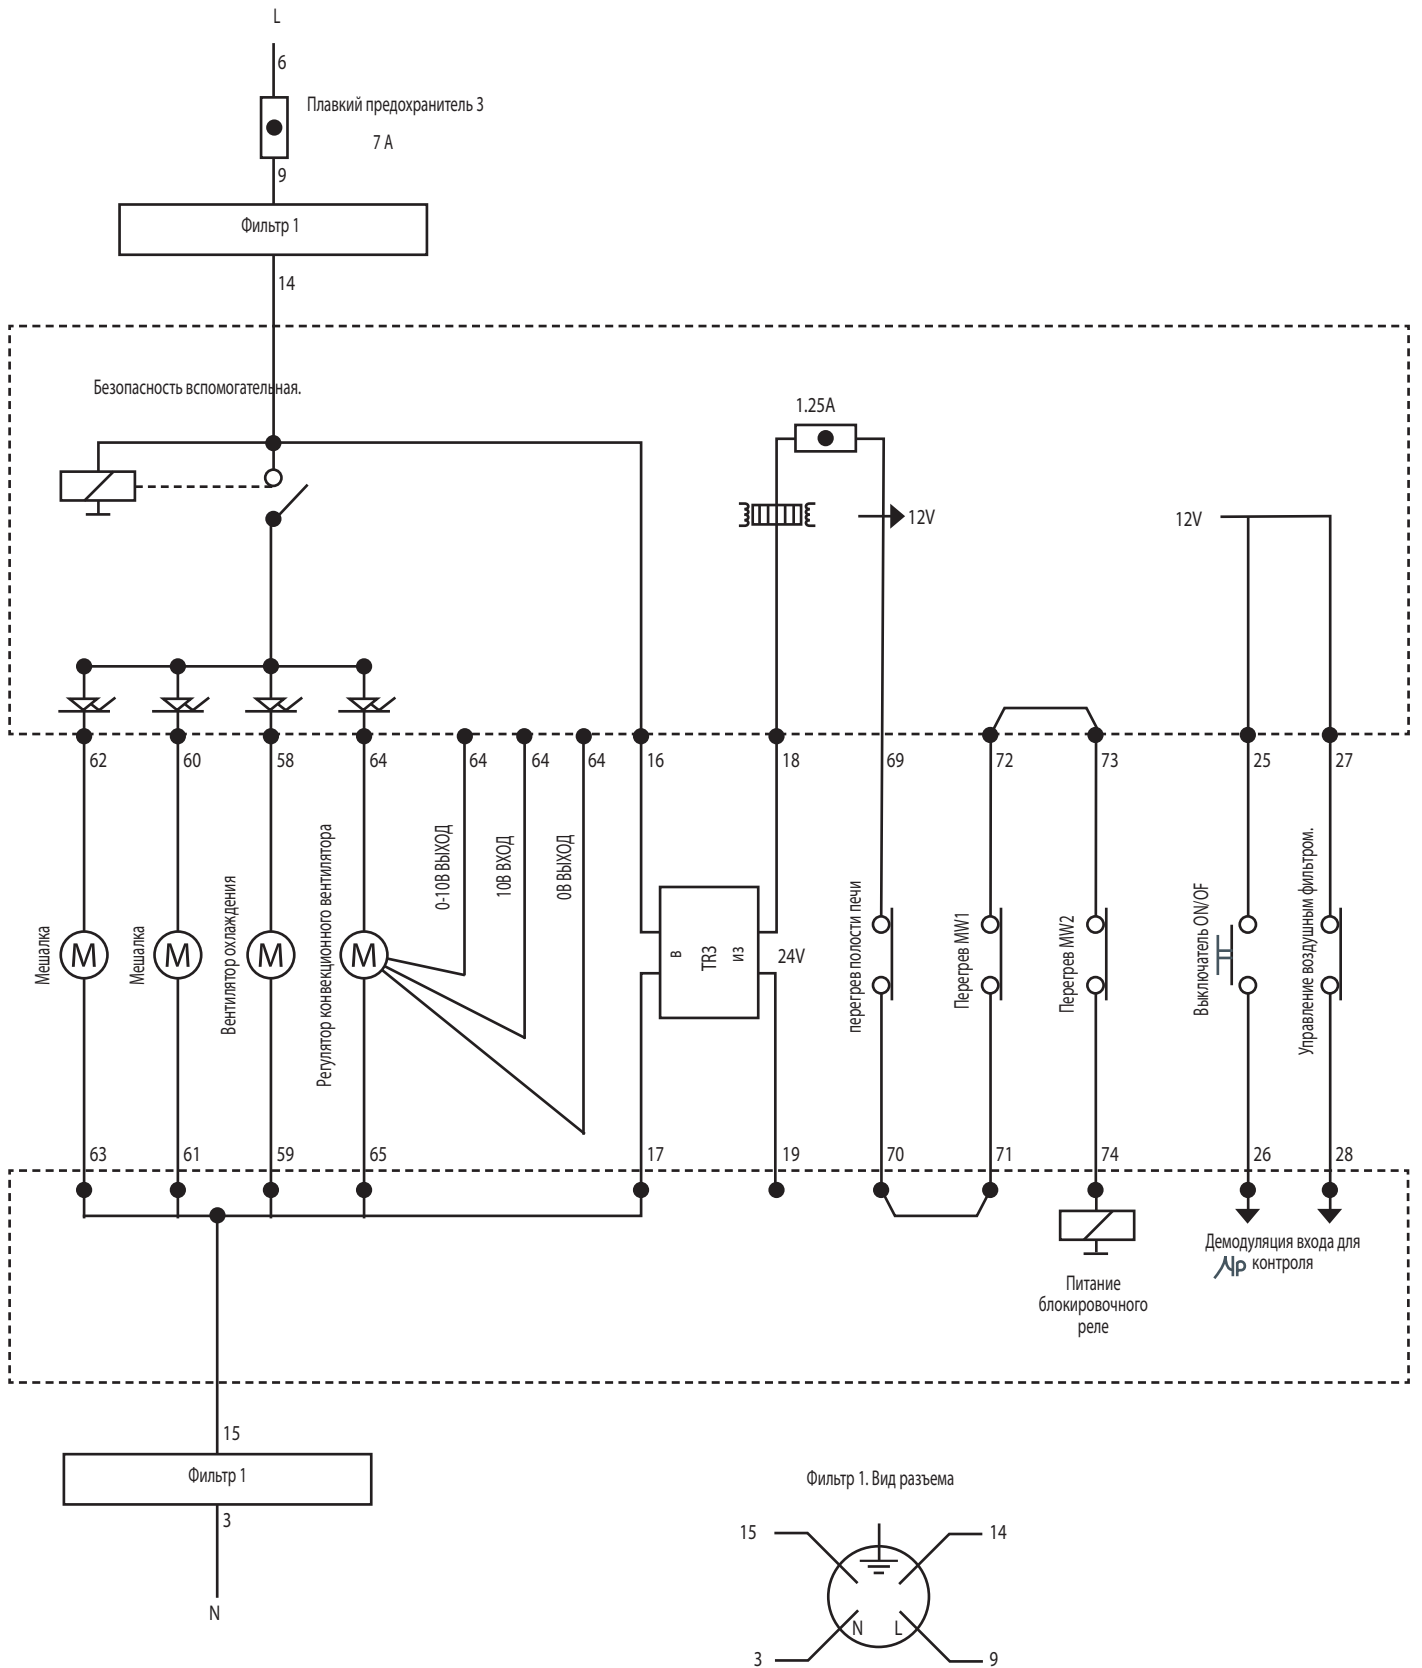 L
6
Плавкий предохранитель 3
7 А
9
Фильтр 1
14
Безопасность вспомогательная.
1.25A
12V
12V
62
60
58
64
64
64
64
16
18
69
72
73
25
27
Мешалка
Мешалка
Вентилятор охлаждения
Регулятор конвекционного вентилятора
0-10В ВЫХОД
10В ВХОД
0В ВЫХОД
M
M
M
M
в
TR3
из
24V
перегрев полости печи
Перегрев MW1
Перегрев MW2
Выключатель ON/OF
Управление воздушным фильтром.
63
61
59
65
17
19
70
71
74
26
28
Демодуляция входа для
контроля
Питание
блокировочного
реле
15
Фильтр 1
3
N
Фильтр 1. Вид разъема
15
14
N
L
3
9